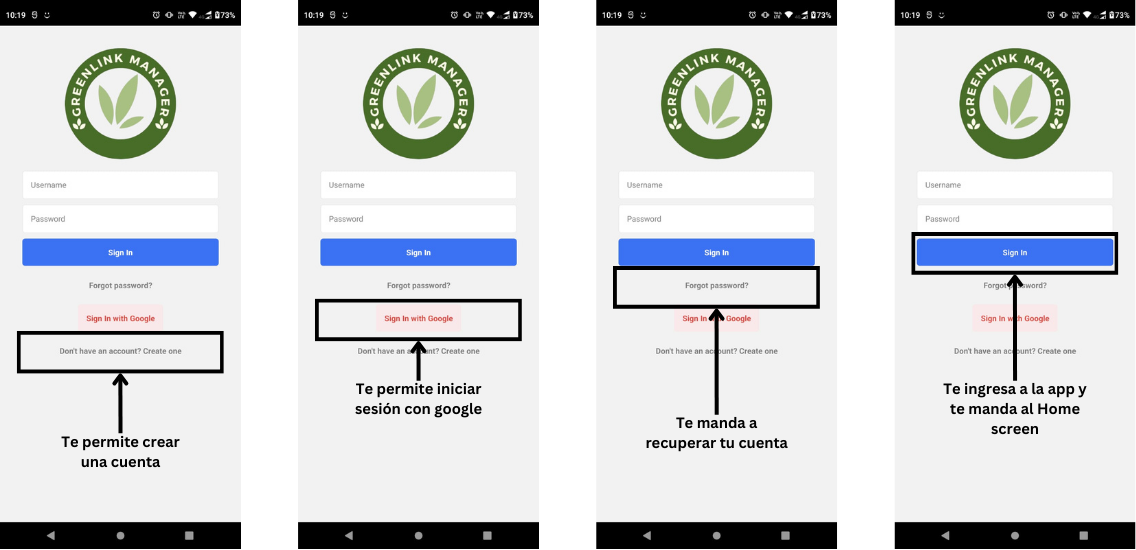 10:19
73%
GREENLINK MANAGER
Username
Password
Sign In
Forgot password?
Sign In with Google
Don't have an account? Create one
Te permite crear
una cuenta
10:19
73%
GREENLINK MANAGER
Username
Password
Sign In
Forgot password?
Sign In with Google
Don't have an account? Create one
Te permite iniciar
sesión con google
10:19
73%
GREENLINK MANAGER
Username
Password
Sign In
Forgot password?
Sign In Google
Don't have an account? Create one
Te manda a
recuperar tu cuenta
10:19
73%
GREENLINK MANAGER
Username
Password
Sign In
Forgot password?
Sign In with Google
Don't have an account? Create one
Te ingresa a la app y
te manda al Home
screen